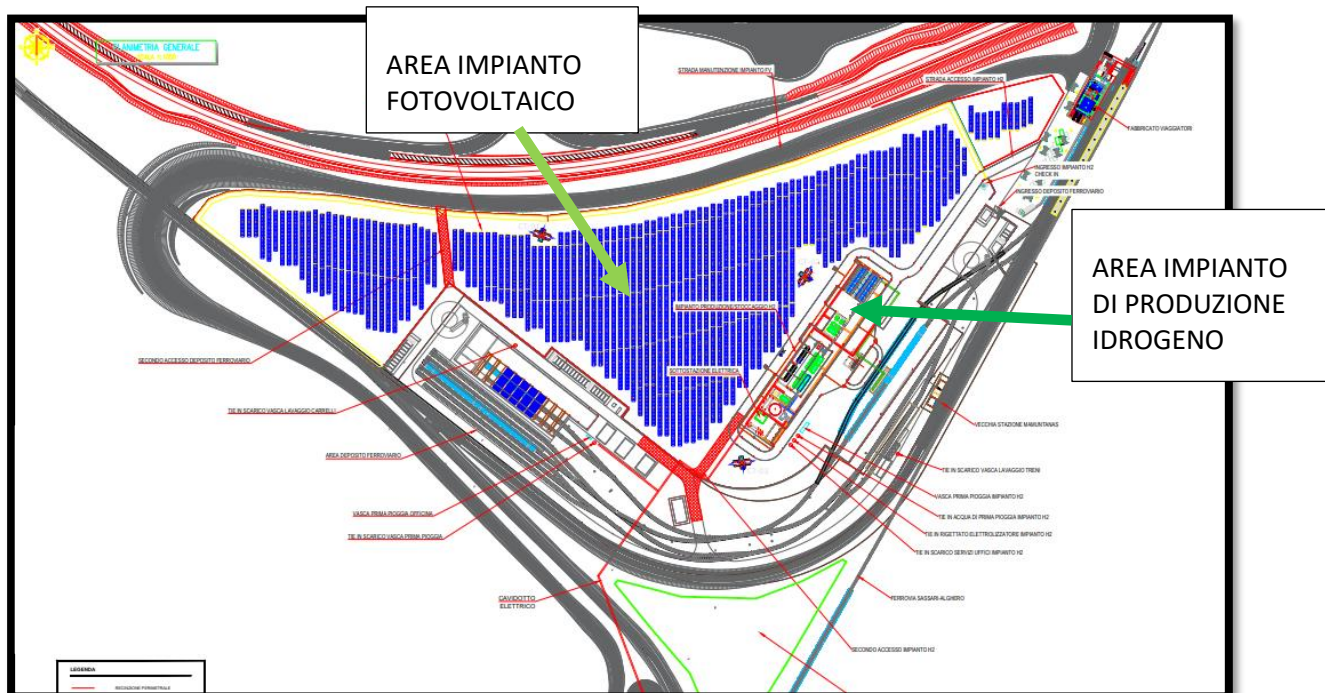 PLANIMETRIA GENERALE
AREA IMPIANTO
FOTOVOLTAICO
STRADA MANUTENZIONE IMPIANTO FV
STRADA ACCESSO IMPIANTO H2
FABBRICATO VIAGGIATORI
INGRESSO IMPIANTO H2
CHECK IN
INGRESSO DEPOSITO FERROVIARIO
AREA IMPIANTO
DI PRODUZIONE
IDROGENO
IMPIANTO PRODUZIONE/STOCCAGGIO H2
SECONDO ACCESSO DEPOSITO FERROVIARIO
SOTTOSTAZIONE ELETTRICA
TIE IN SCARICO VASCA LAVAGGIO CARRELLI
VECCHIA STAZIONE MAMUNTANAS
AREA DEPOSITO FERROVIARIO
TIE IN SCARICO VASCA LAVAGGIO TRENI
VASCA PRIMA PIOGGIA IMPIANTO H2
VASCA PRIMA PIOGGIA OFFICINA
TIE IN ACQUA DI PRIMA PIOGGIA IMPIANTO H2
TIE IN SCARICO VASCA PRIMA PIOGGIA
TIE IN RIGETTATO ELETTROLIZZATORE IMPIANTO H2
TIE IN SCARICO SERVIZI UFFICI IMPIANTO H2
CAVIDOTTO
ELETTRICO
FERROVIA SASSARI-ALGHERO
SECONDO ACCESSO IMPIANTO H2
LEGENDA
RECINZIONE PERIMETRALE